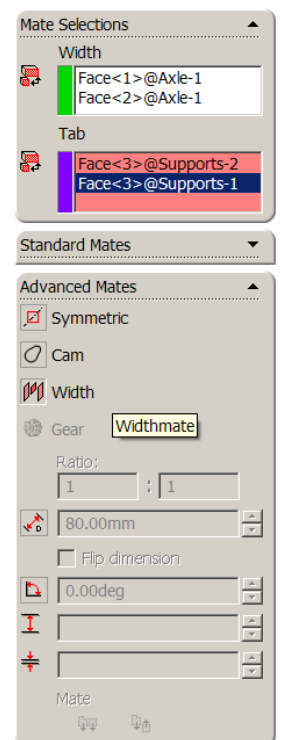 Mate Selections
Width
Face<1>@Axle-1
Face<2>@Axle-1
Tab
Face<3>@Supports-2
Face<3>@Supports-1
Standard Mates
Advanced Mates
Symmetric
Cam
Width
Gear
Widthmate
Ratio:
1 : 1
D
80.00mm
Flip dimension
0.00deg
Mate